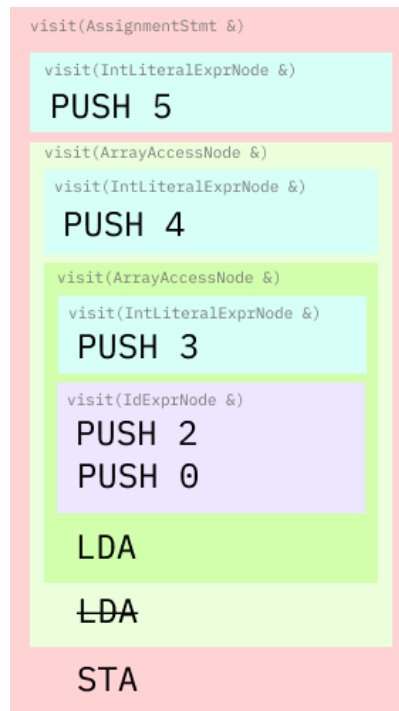 visit(AssignmentStmt &)
visit(IntLiteralExprNode &)
PUSH 5
visit(ArrayAccessNode &)
visit(IntLiteralExprNode &)
PUSH 4
visit(ArrayAccessNode &)
visit(IntLiteralExprNode &)
PUSH 3
visit(IdExprNode &)
PUSH 2
PUSH 0
LDA
LDA
STA